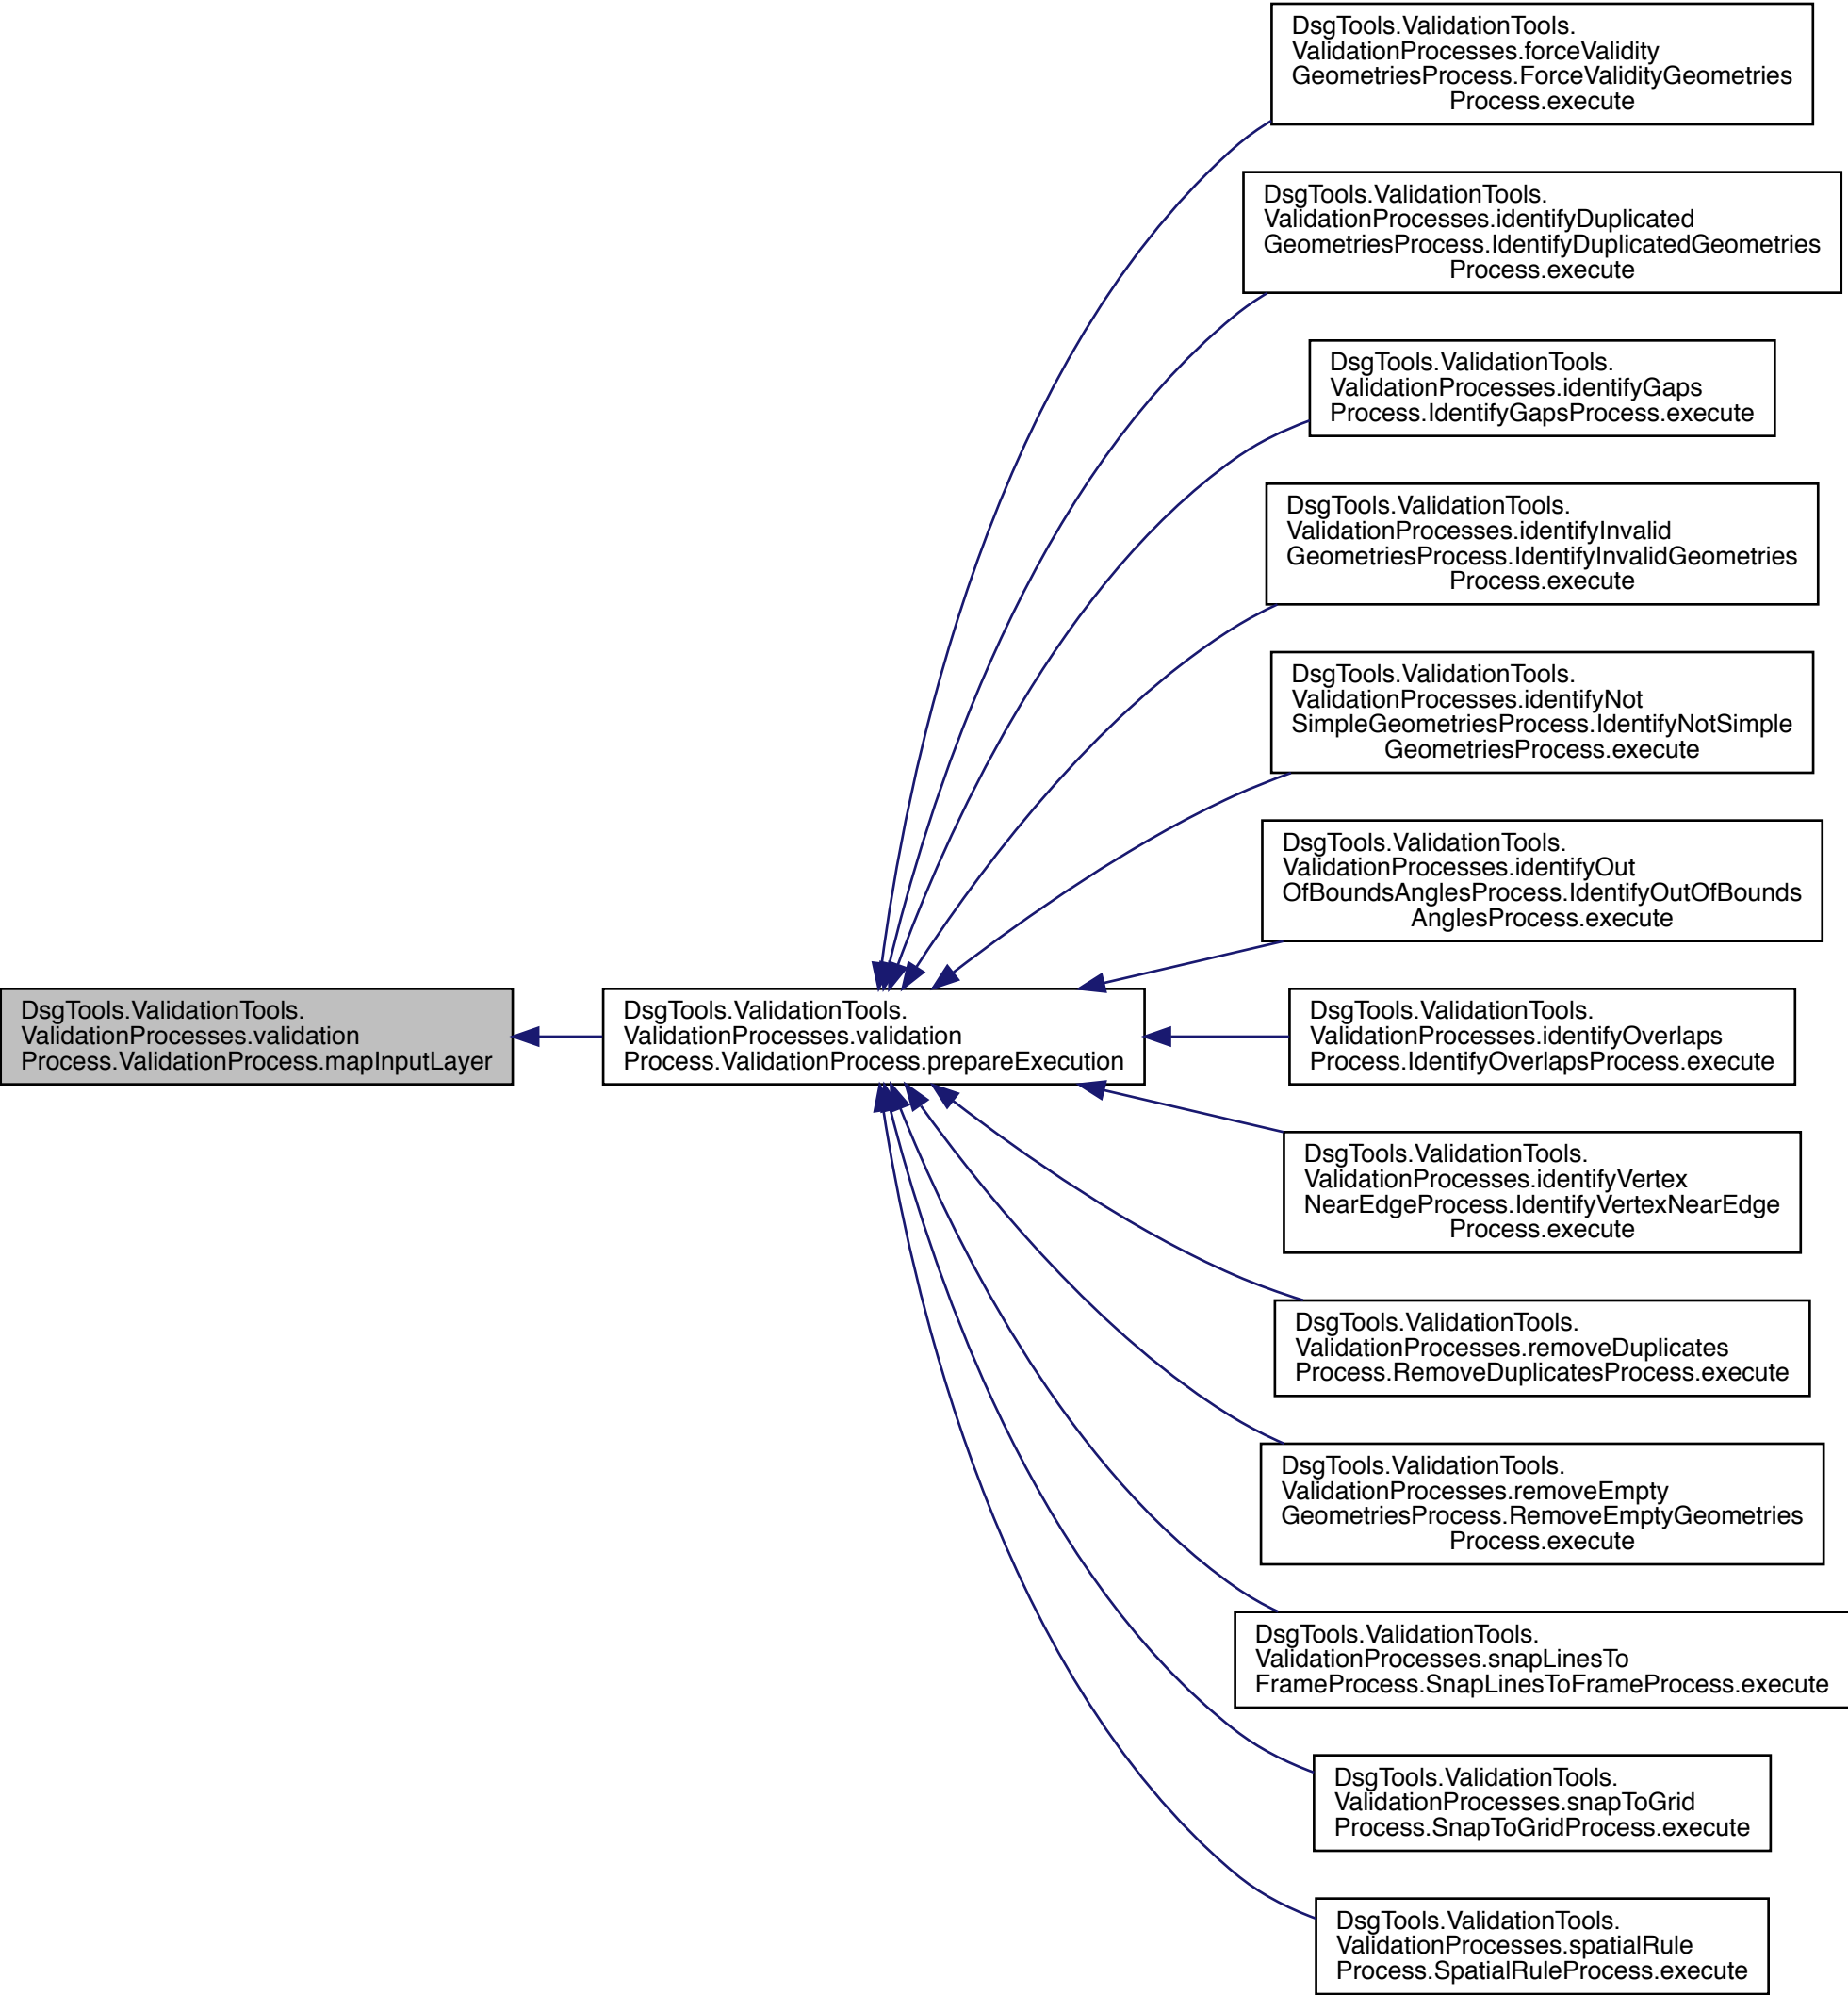 DsgTools.ValidationTools.
ValidationProcesses.validation
Process.ValidationProcess.mapInputLayer
DsgTools.ValidationTools.
ValidationProcesses.validation
Process.ValidationProcess.prepareExecution
DsgTools.ValidationTools.
ValidationProcesses.forceValidity
GeometriesProcess.ForceValidityGeometries
Process.execute
DsgTools.ValidationTools.
ValidationProcesses.identifyDuplicated
GeometriesProcess.IdentifyDuplicatedGeometries
Process.execute
DsgTools.ValidationTools.
ValidationProcesses.identifyGaps
Process.IdentifyGapsProcess.execute
DsgTools.ValidationTools.
ValidationProcesses.identifyInvalid
GeometriesProcess.IdentifyInvalidGeometries
Process.execute
DsgTools.ValidationTools.
ValidationProcesses.identifyNot
SimpleGeometriesProcess.IdentifyNotSimple
GeometriesProcess.execute
DsgTools.ValidationTools.
ValidationProcesses.identifyOut
OfBoundsAnglesProcess.IdentifyOutOfBounds
AnglesProcess.execute
DsgTools.ValidationTools.
ValidationProcesses.identifyOverlaps
Process.IdentifyOverlapsProcess.execute
DsgTools.ValidationTools.
ValidationProcesses.identifyVertex
NearEdgeProcess.IdentifyVertexNearEdge
Process.execute
DsgTools.ValidationTools.
ValidationProcesses.removeDuplicates
Process.RemoveDuplicatesProcess.execute
DsgTools.ValidationTools.
ValidationProcesses.removeEmpty
GeometriesProcess.RemoveEmptyGeometries
Process.execute
DsgTools.ValidationTools.
ValidationProcesses.snapLinesTo
FrameProcess.SnapLinesToFrameProcess.execute
DsgTools.ValidationTools.
ValidationProcesses.snapToGrid
Process.SnapToGridProcess.execute
DsgTools.ValidationTools.
ValidationProcesses.spatialRule
Process.SpatialRuleProcess.execute